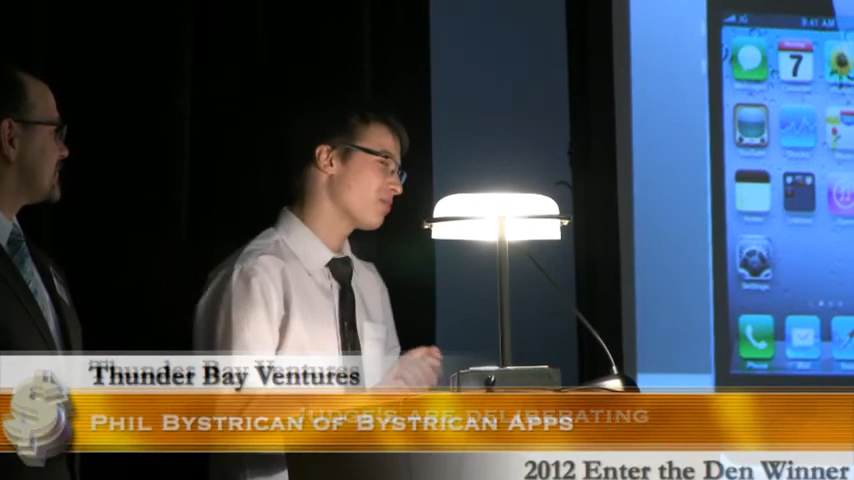 9:41 AM
7
Settings
Phone
Thunder Bay Ventures
Phil Bystrican of Bystrican Apps
Judges are deliberating
2012 Enter the Den Winner